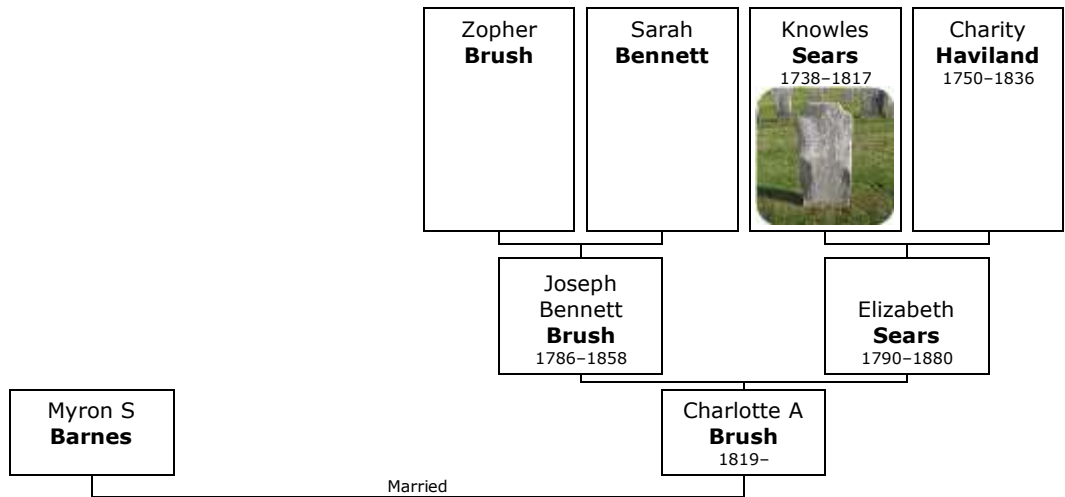 Zopher
Brush
Sarah
Bennett
Knowles
Sears
1738–1817
Charity
Haviland
1750–1836
Joseph
Bennett
Brush
1786–1858
Elizabeth
Sears
1790–1880
Myron S
Barnes
Charlotte A
Brush
1819–
Married